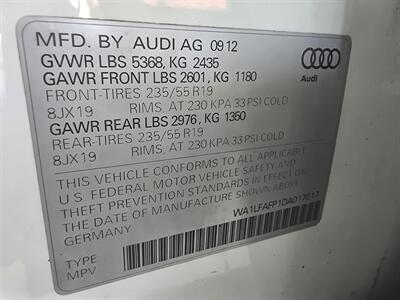 MFD. BY AUDI AG 09 12
GVWR LBS 5368, KG 2435
GAWR FRONT LBS 2601, KG 1180
FRONT-TIRES 235/55 R19
8JX19 RIMS, AT 230 KPA 33 PSI COLD
GAWR REAR LBS 2976, KG 1350
REAR-TIRES 235/55 R19
8JX19 RIMS, AT 230 KPA 33 PSI COLD
Audi
THIS VEHICLE CONFORMS TO ALL APPLICABLE
U S. FEDERAL MOTOR VEHICLE SAFETY AND
THEFT PREVENTION STANDARDS IN EFFECT ON
THE DATE OF MANUFACTURE SHOWN ABOVE.
GERMANY
WA1LFAFP1DA017017
TYPE
MPV